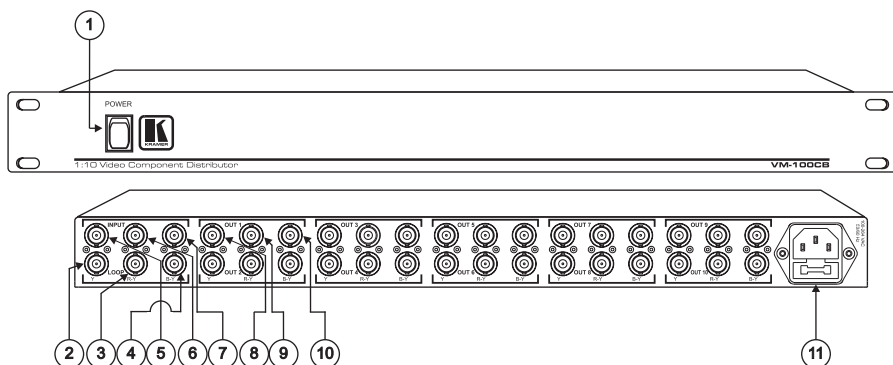 1
POWER
K
KRAMER
1:10 Video Component Distributor
VM-100CB
INPUT OUT 1 OUT 3 OUT 5 OUT 7 OUT 9
LOOP OUT 2 OUT 4 OUT 6 OUT 8 OUT 10
Y R-Y B-Y Y R-Y B-Y Y R-Y B-Y Y R-Y B-Y Y R-Y B-Y
2 3 4 5 6 7 8 9 10 11